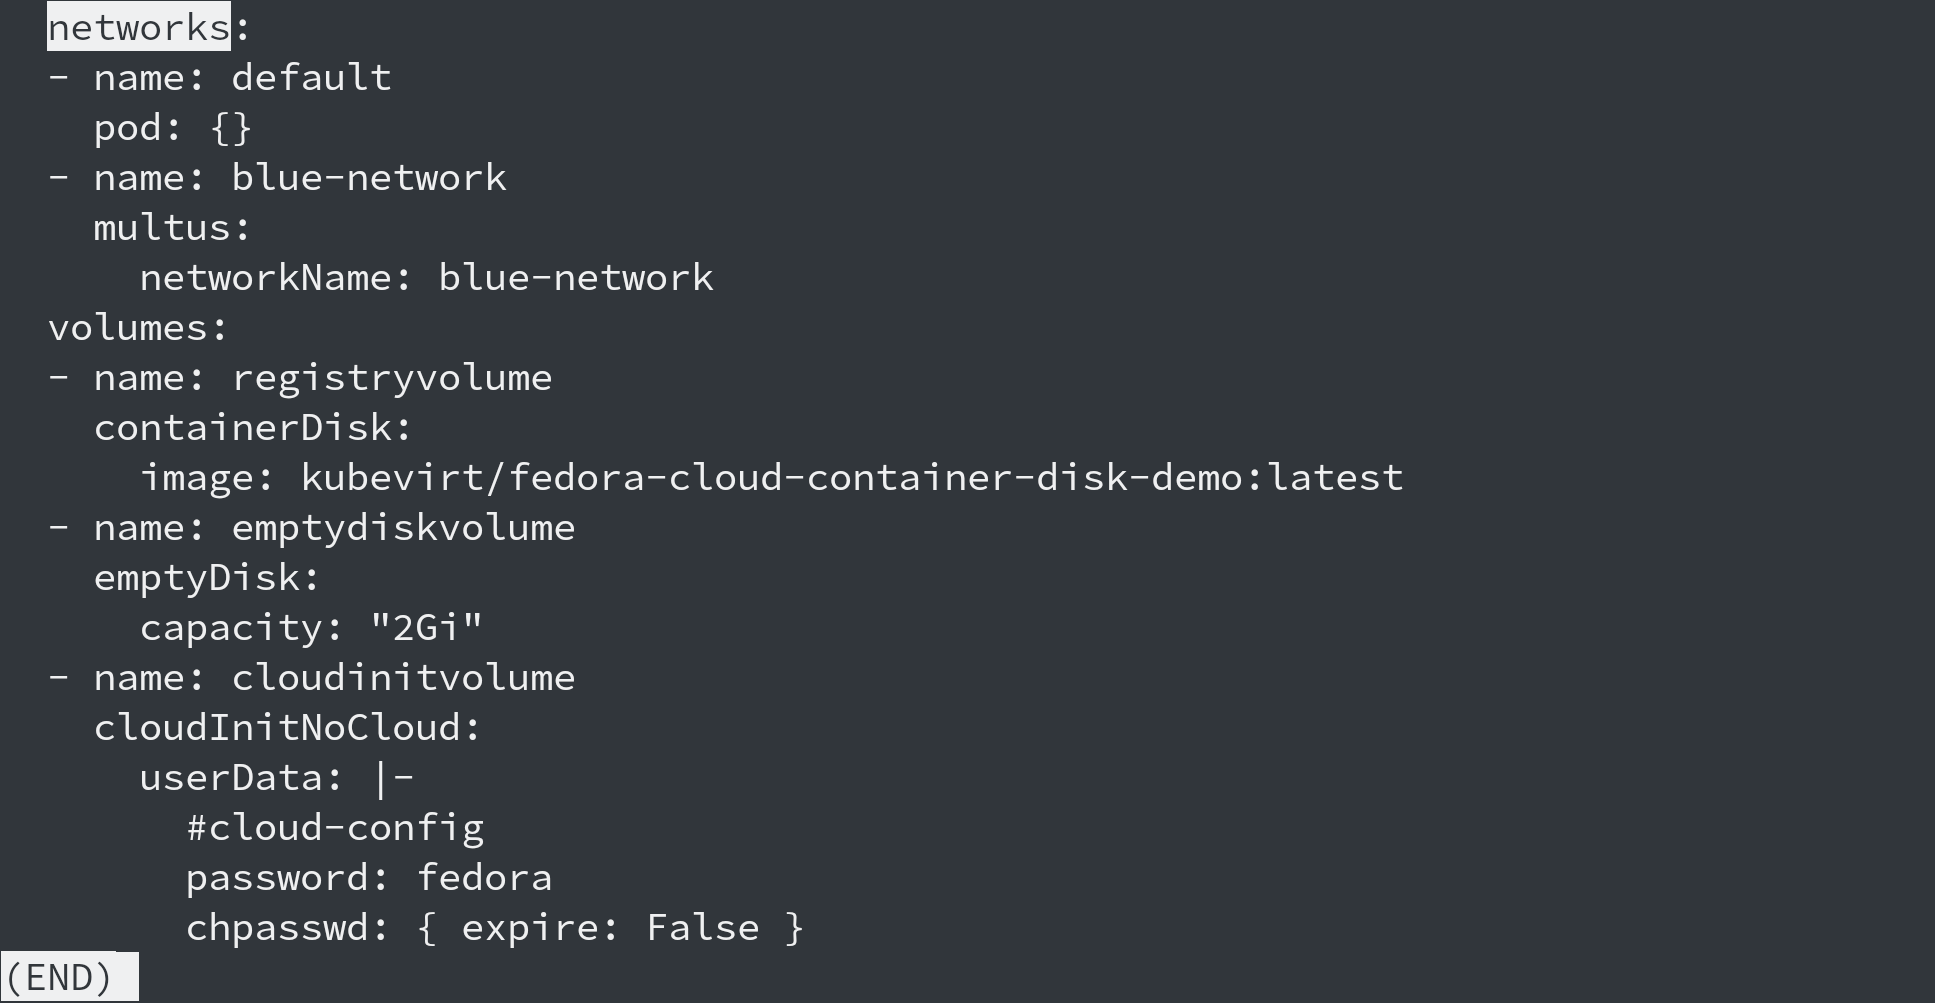 networks:
- name: default
  pod: {}
- name: blue-network
  multus:
    networkName: blue-network
volumes:
- name: registryvolume
  containerDisk:
    image: kubevirt/fedora-cloud-container-disk-demo:latest
- name: emptydiskvolume
  emptyDisk:
    capacity: "2Gi"
- name: cloudinitvolume
  cloudInitNoCloud:
    userData: |-
      #cloud-config
      password: fedora
      chpasswd: { expire: False }
(END)